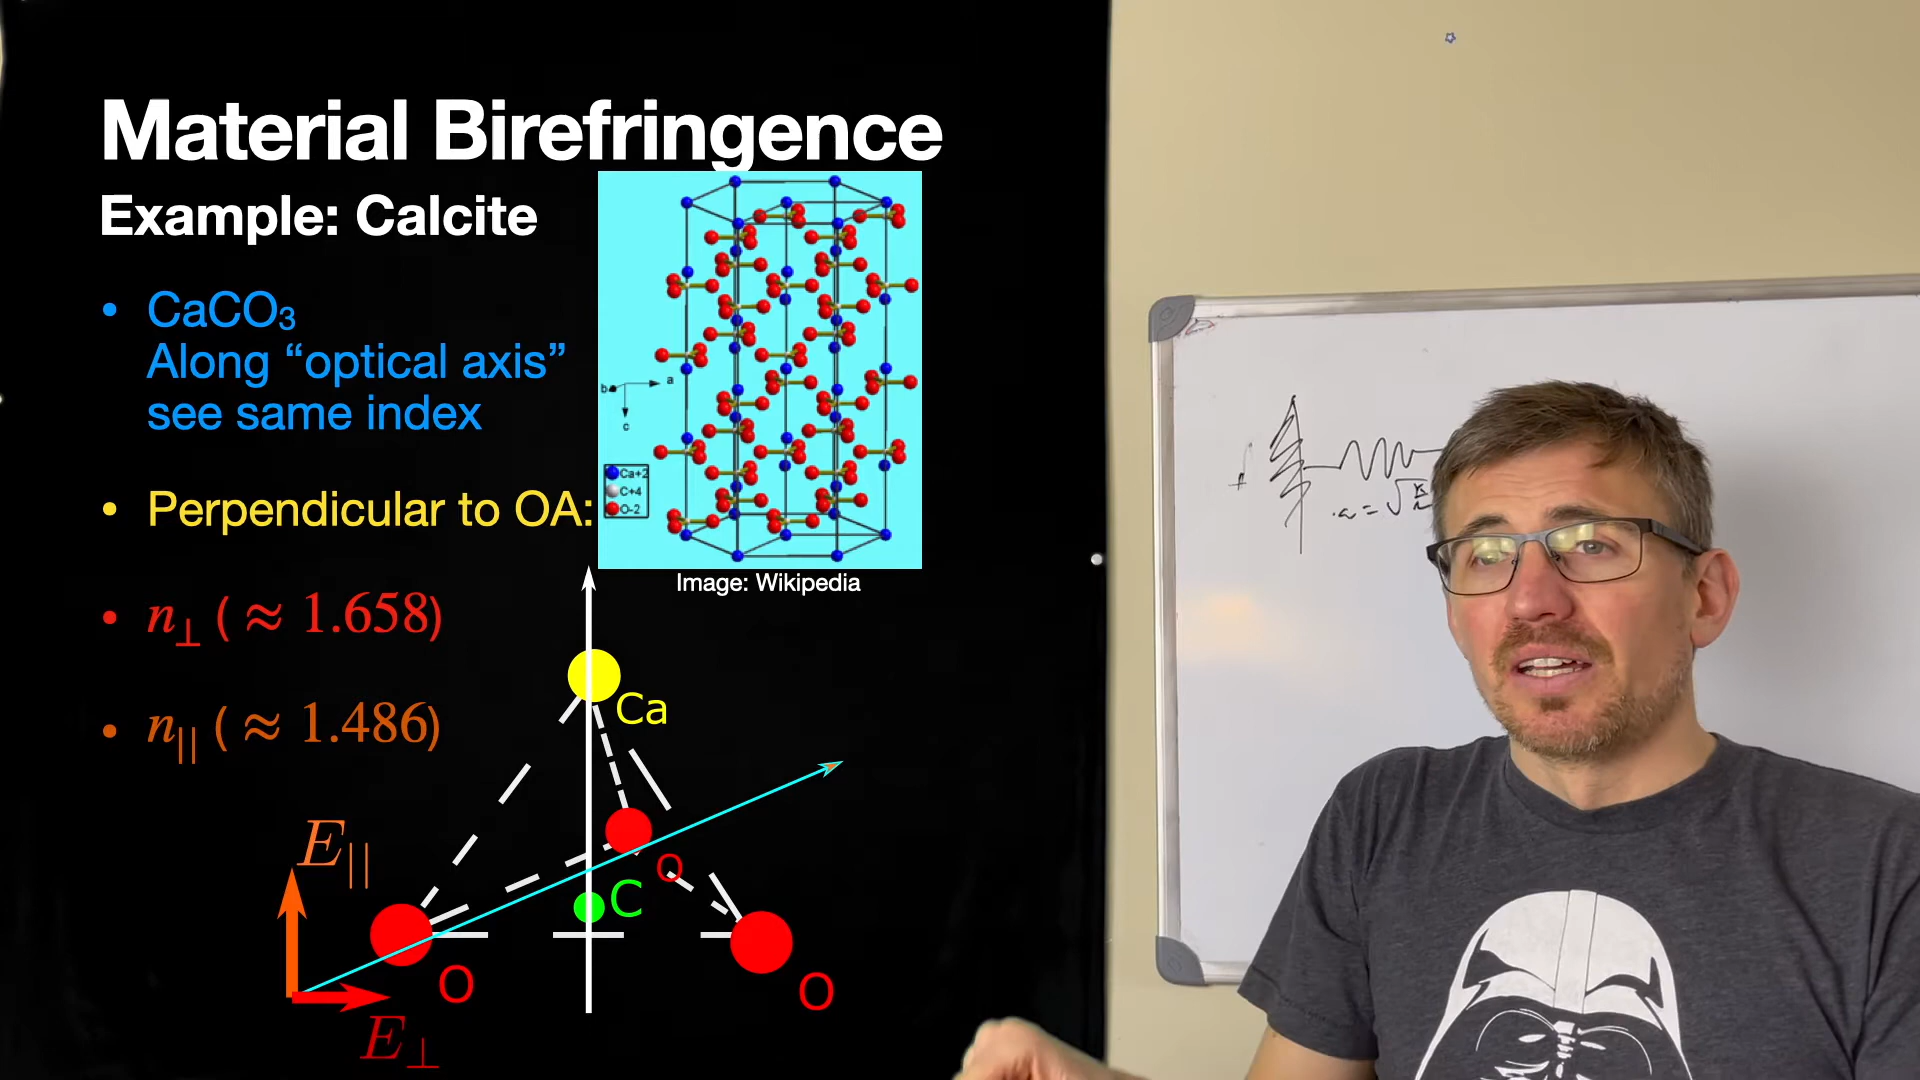 Material Birefringence
Example: Calcite
• CaCO₃
Along “optical axis”
see same index
• Perpendicular to OA:
• n⊥ (≈ 1.658)
• n|| (≈ 1.486)
b
a
c
Ca+2
C+4
O-2
Image: Wikipedia
Ca
O
C
O
O
E||
E⊥